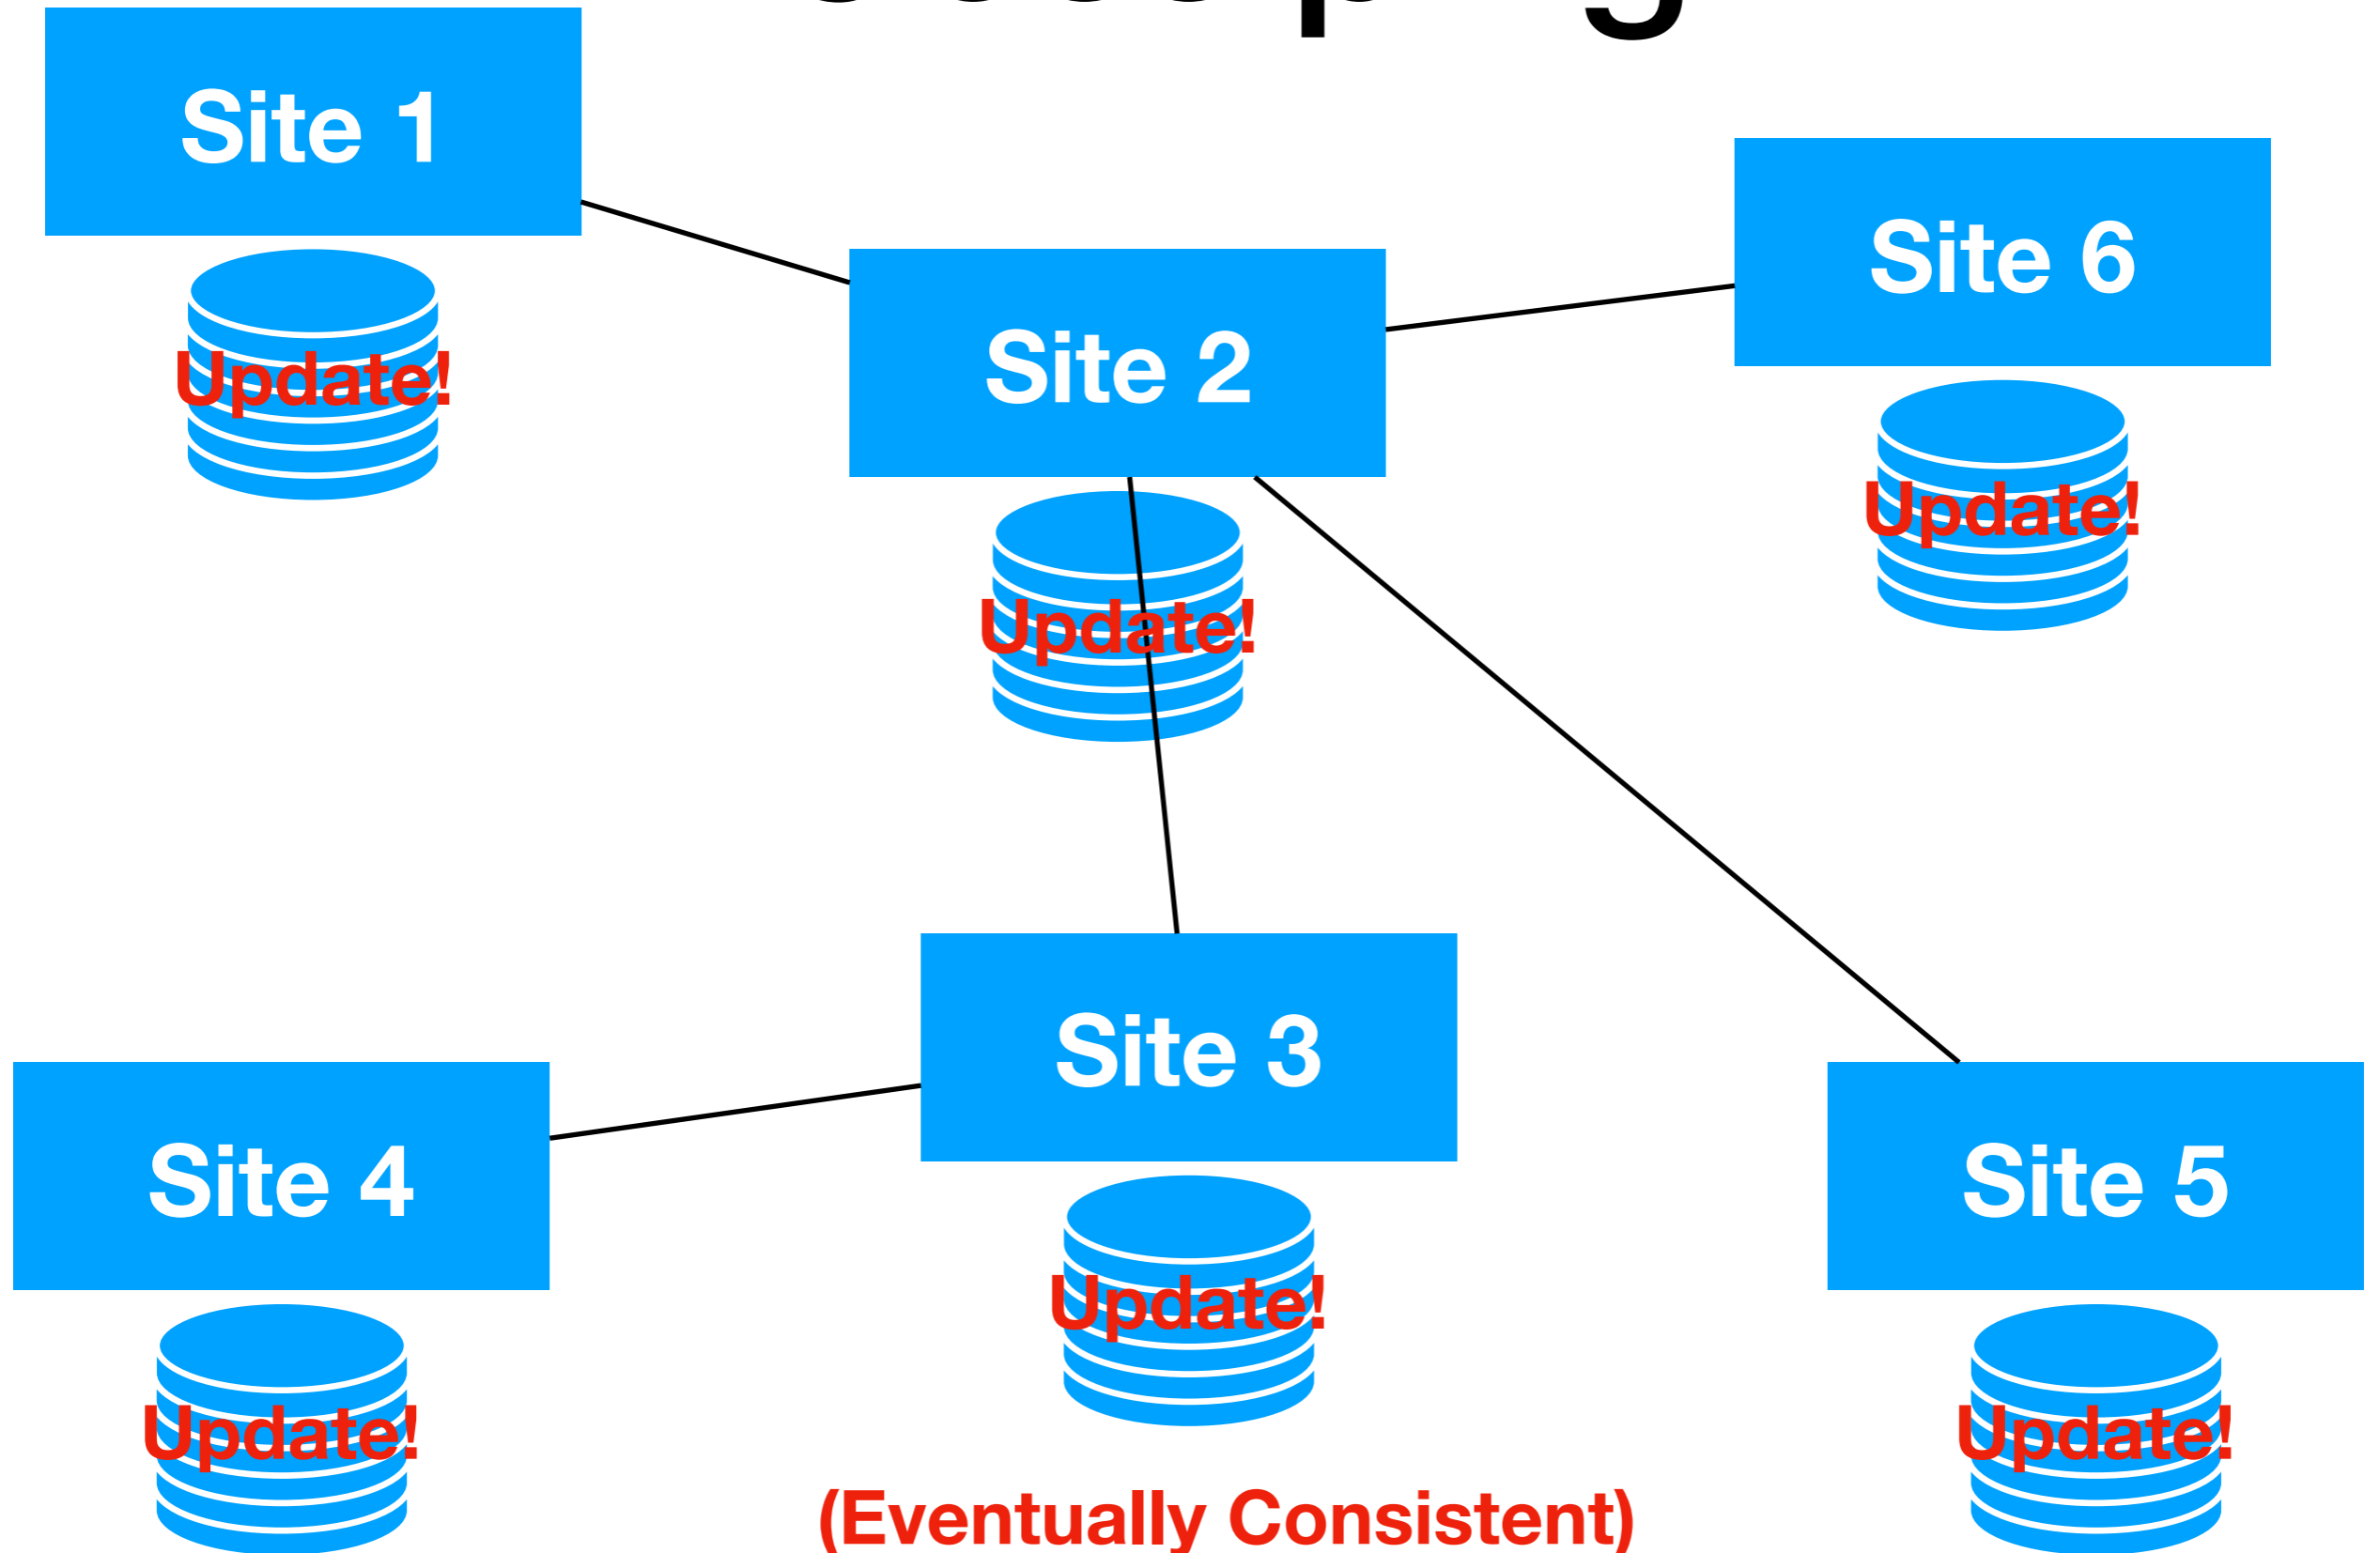 Site 1
Site 6
Site 2
Update!
Update!
Update!
Site 3
Site 4
Site 5
Update!
Update!
Update!
(Eventually Consistent)